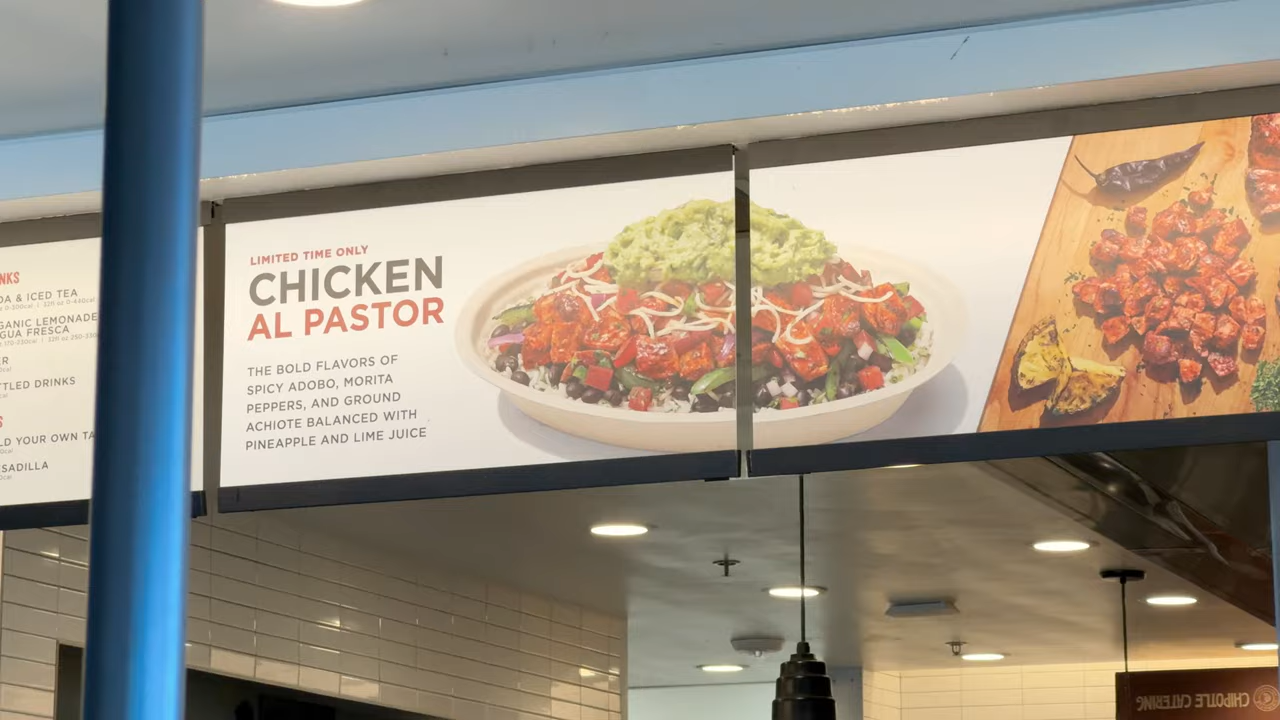 NKS
DA & ICED TEA
GANIC LEMONADE
GUA FRESCA
ER
TTLED DRINKS
S
LD YOUR OWN TA
SADILLA
LIMITED TIME ONLY
CHICKEN
AL PASTOR
THE BOLD FLAVORS OF
SPICY ADOBO, MORITA
PEPPERS, AND GROUND
ACHIOTE BALANCED WITH
PINEAPPLE AND LIME JUICE
CHIPOTLE CATERING